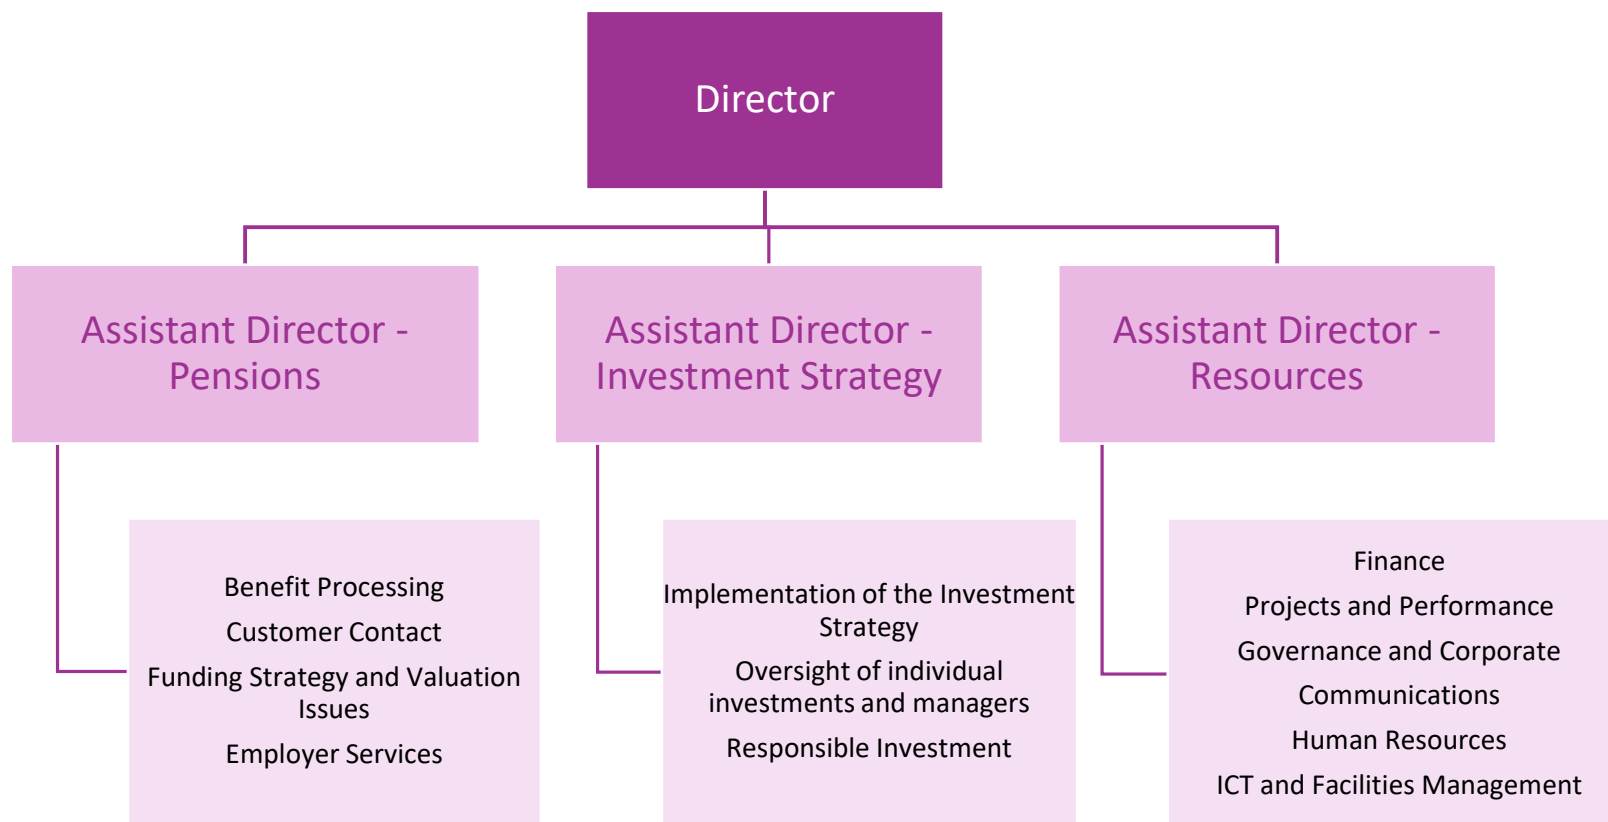 Director
Assistant Director -
Pensions
Assistant Director -
Investment Strategy
Assistant Director -
Resources
Benefit Processing
Customer Contact
Funding Strategy and Valuation
Issues
Employer Services
Implementation of the Investment
Strategy
Oversight of individual
investments and managers
Responsible Investment
Finance
Projects and Performance
Governance and Corporate
Communications
Human Resources
ICT and Facilities Management